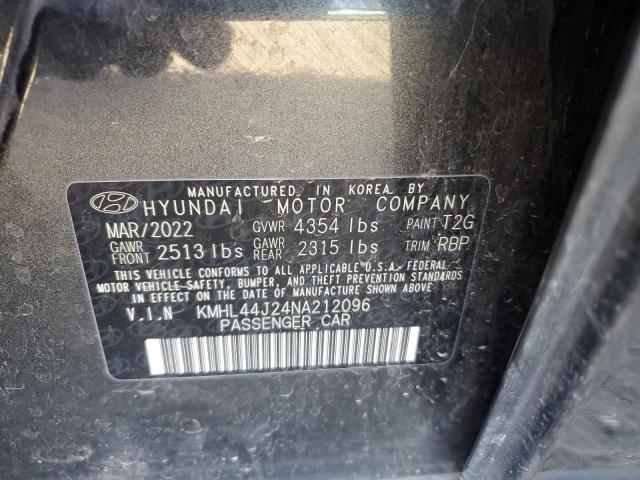 MANUFACTURED IN KOREA BY
HYUNDAI MOTOR COMPANY
MAR/2022 GVWR 4354 lbs PAINT T2G
GAWR FRONT 2513 lbs GAWR REAR 2315 lbs TRIM RBP
THIS VEHICLE CONFORMS TO ALL APPLICABLE U.S.A. FEDERAL
MOTOR VEHICLE SAFETY, BUMPER, AND THEFT PREVENTION STANDARDS
IN EFFECT ON THE DATE OF MANUFACTURE SHOWN ABOVE
V.I.N KMHL44J24NA212096
PASSENGER CAR